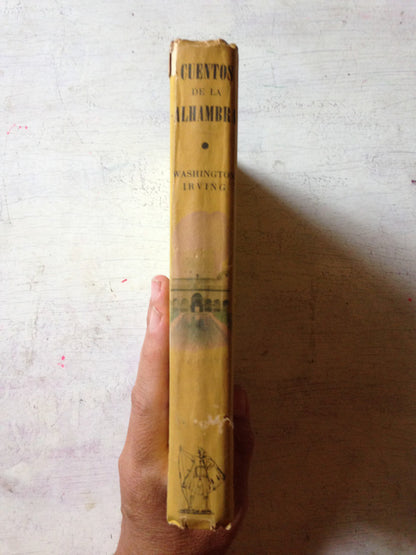 CUENTOS
DE LA
ALHAMBRA
WASHINGTON
IRVING